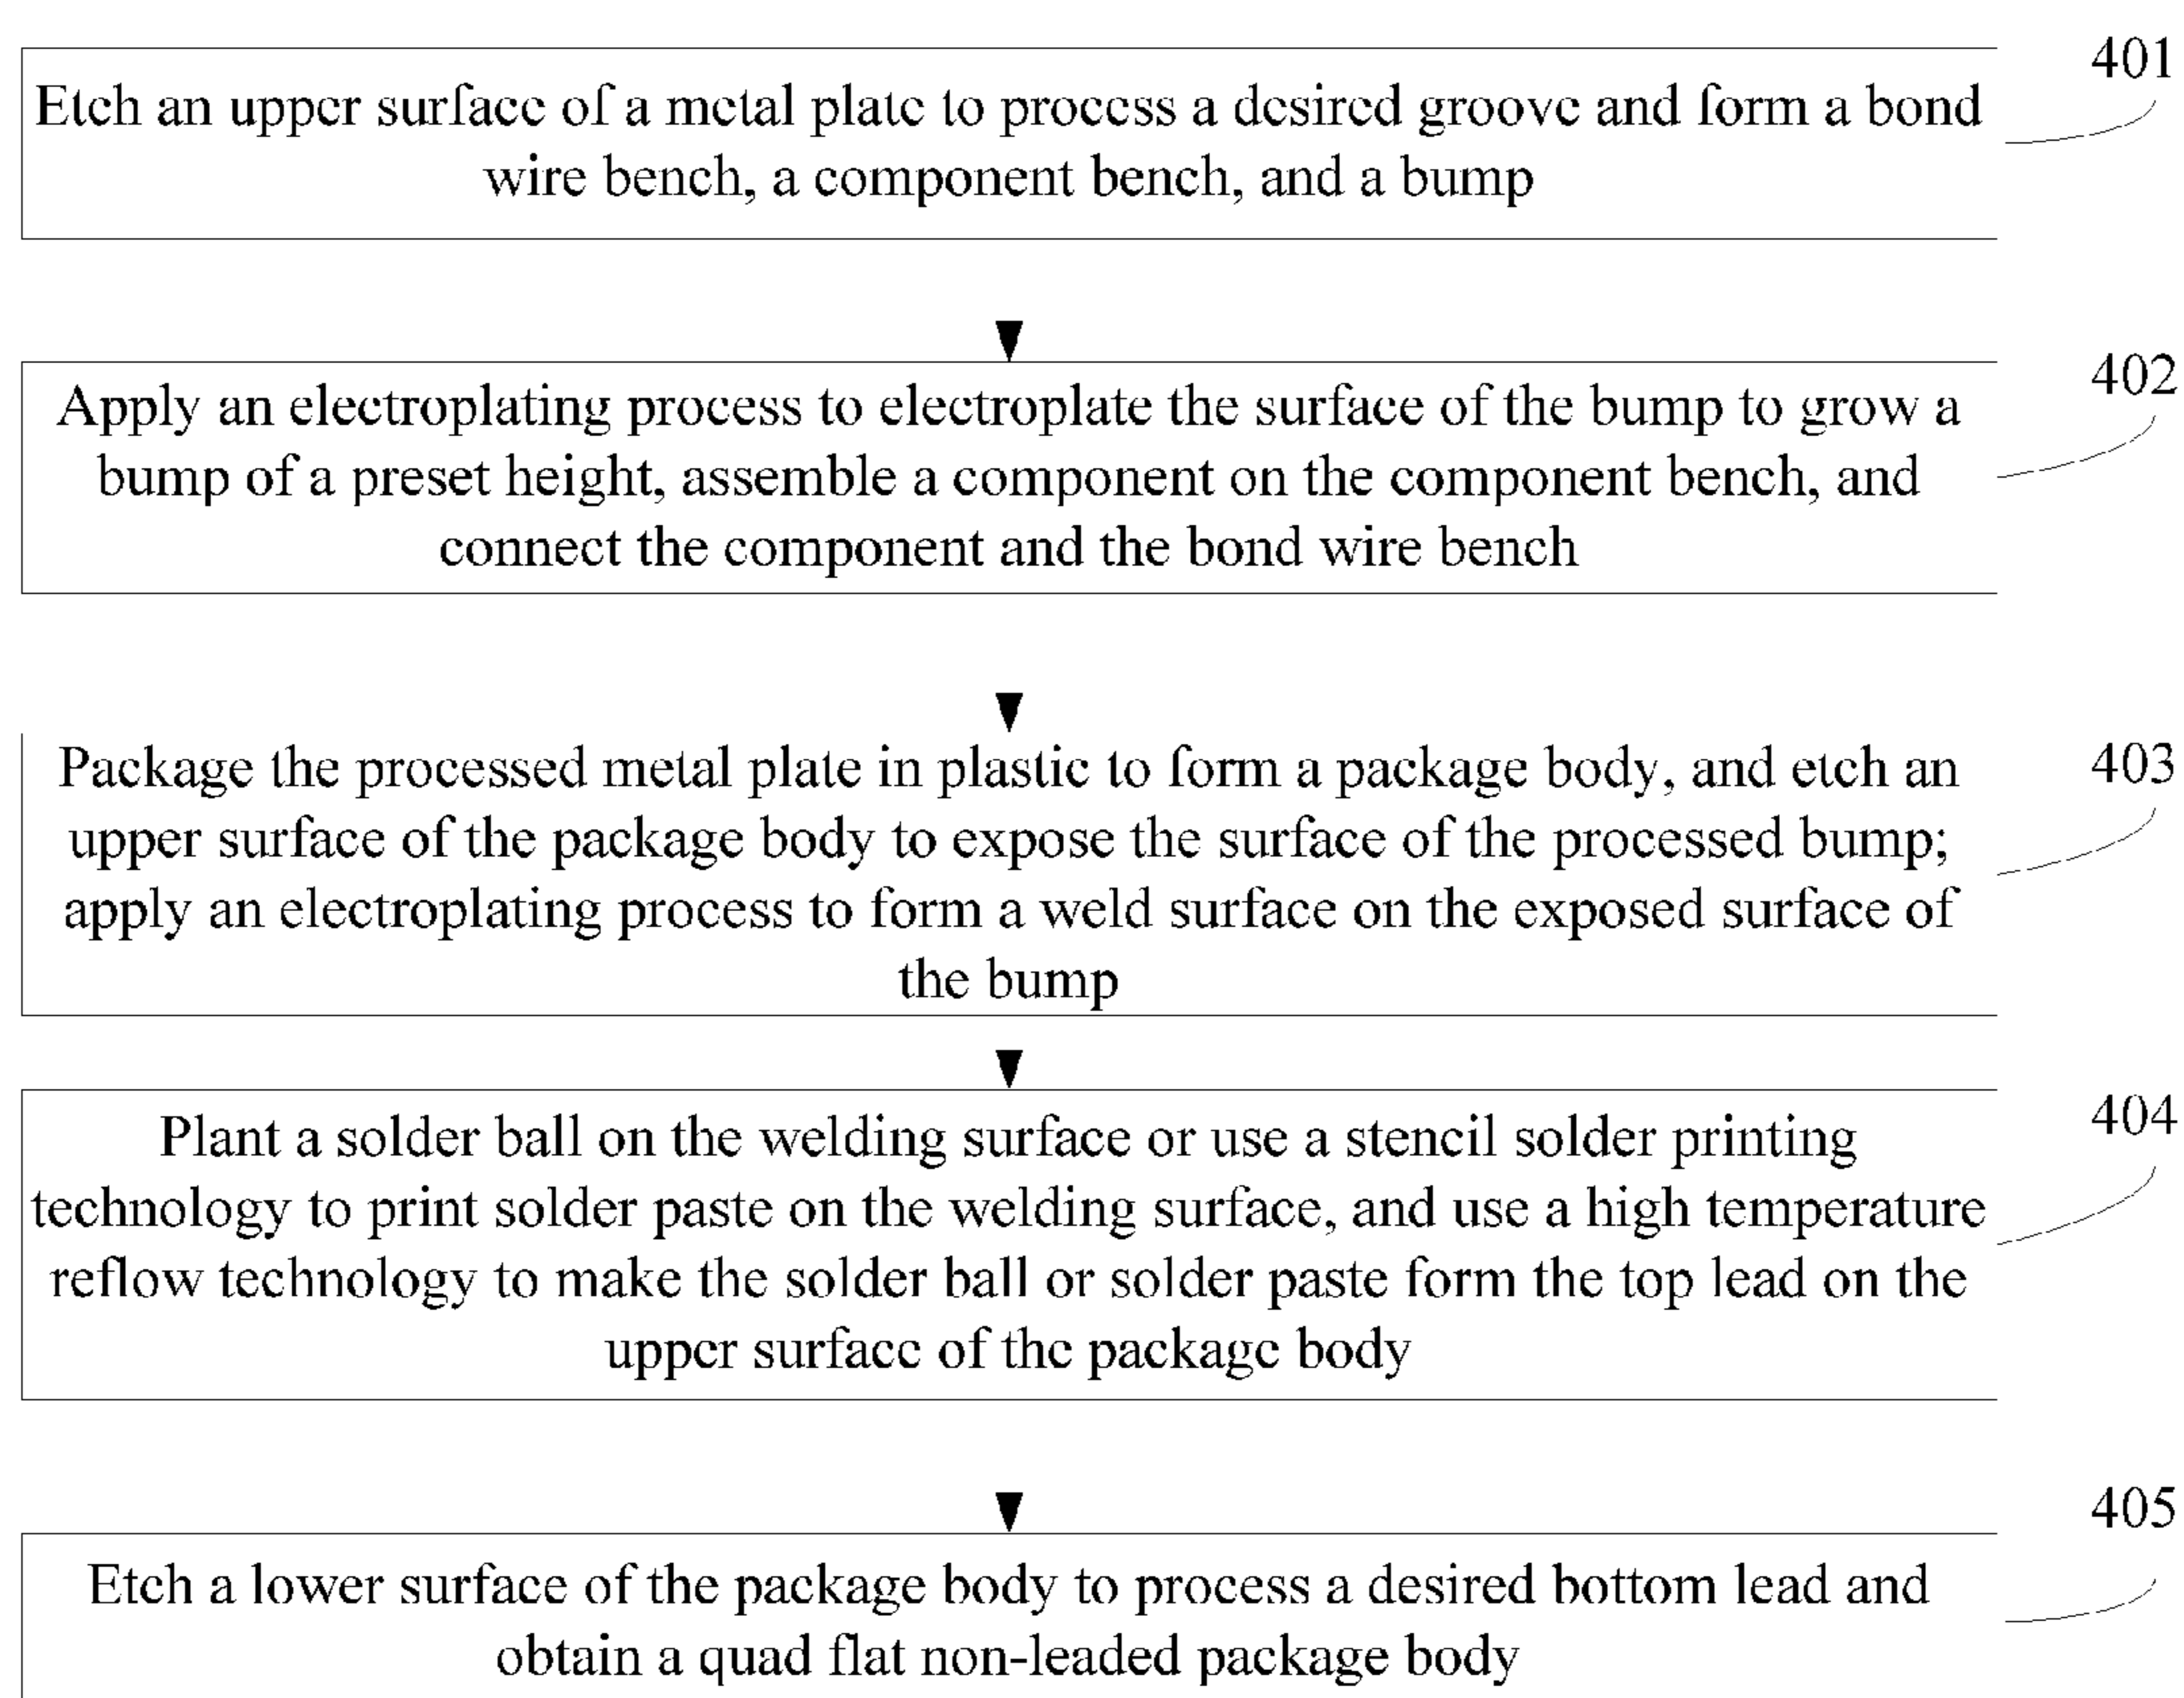 401
Etch an upper surface of a metal plate to process a desired groove and form a bond
wire bench, a component bench, and a bump
402
Apply an electroplating process to electroplate the surface of the bump to grow a
bump of a preset height, assemble a component on the component bench, and
connect the component and the bond wire bench
403
Package the processed metal plate in plastic to form a package body, and etch an
upper surface of the package body to expose the surface of the processed bump;
apply an electroplating process to form a weld surface on the exposed surface of
the bump
404
Plant a solder ball on the welding surface or use a stencil solder printing
technology to print solder paste on the welding surface, and use a high temperature
reflow technology to make the solder ball or solder paste form the top lead on the
upper surface of the package body
405
Etch a lower surface of the package body to process a desired bottom lead and
obtain a quad flat non-leaded package body